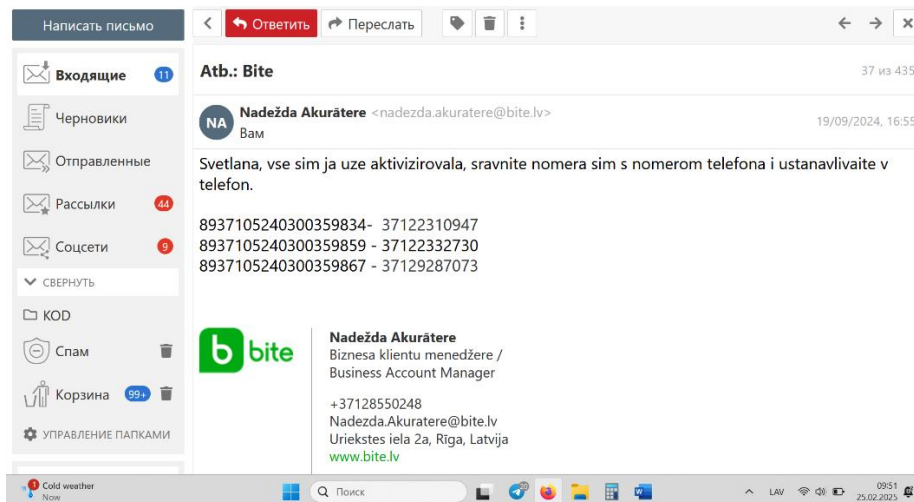 Написать письмо
Ответить
Переслать
Входящие 11
Черновики
Отправленные
Рассылки 44
Соцсети 9
СВЕРНУТЬ
KOD
Спам
Корзина 99+
УПРАВЛЕНИЕ ПАПКАМИ
Atb.: Bite
37 из 435
NA
Nadežda Akurātere <nadezda.akuratere@bite.lv>
19/09/2024, 16:55
Вам
Svetlana, vse sim ja uze aktivizirovala, sravnite nomera sim s nomerom telefona i ustanavlivaite v
telefon.
8937105240300359834- 37122310947
8937105240300359859 - 37122332730
8937105240300359867 - 37129287073
b bite
Nadežda Akurātere
Biznesa klientu menedžere /
Business Account Manager
+37128550248
Nadezda.Akuratere@bite.lv
Uriekstes iela 2a, Rīga, Latvija
www.bite.lv
1
Cold weather
Now
Поиск
LAV
09:51
25.02.2025